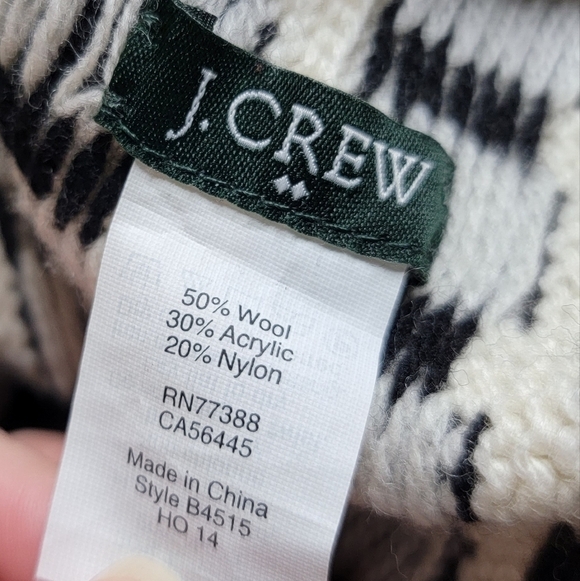 J.CREW
50% Wool
30% Acrylic
20% Nylon
RN77388
CA56445
Made in China
Style B4515
HO 14